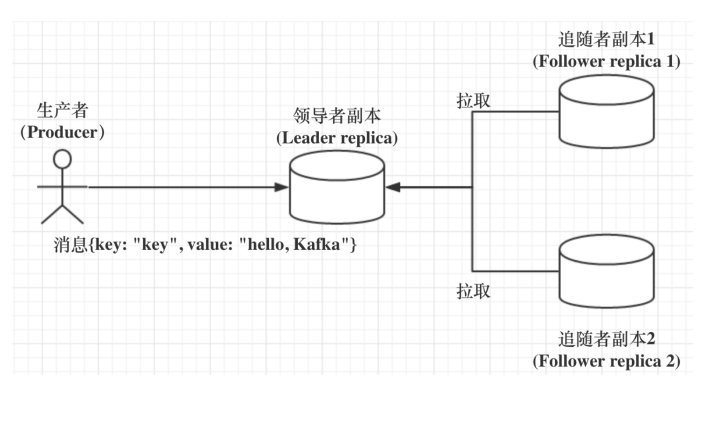 生产者
（Producer）
消息{key: "key", value: "hello, Kafka"}
领导者副本
(Leader replica)
拉取
追随者副本1
(Follower replica 1)
拉取
追随者副本2
(Follower replica 2)